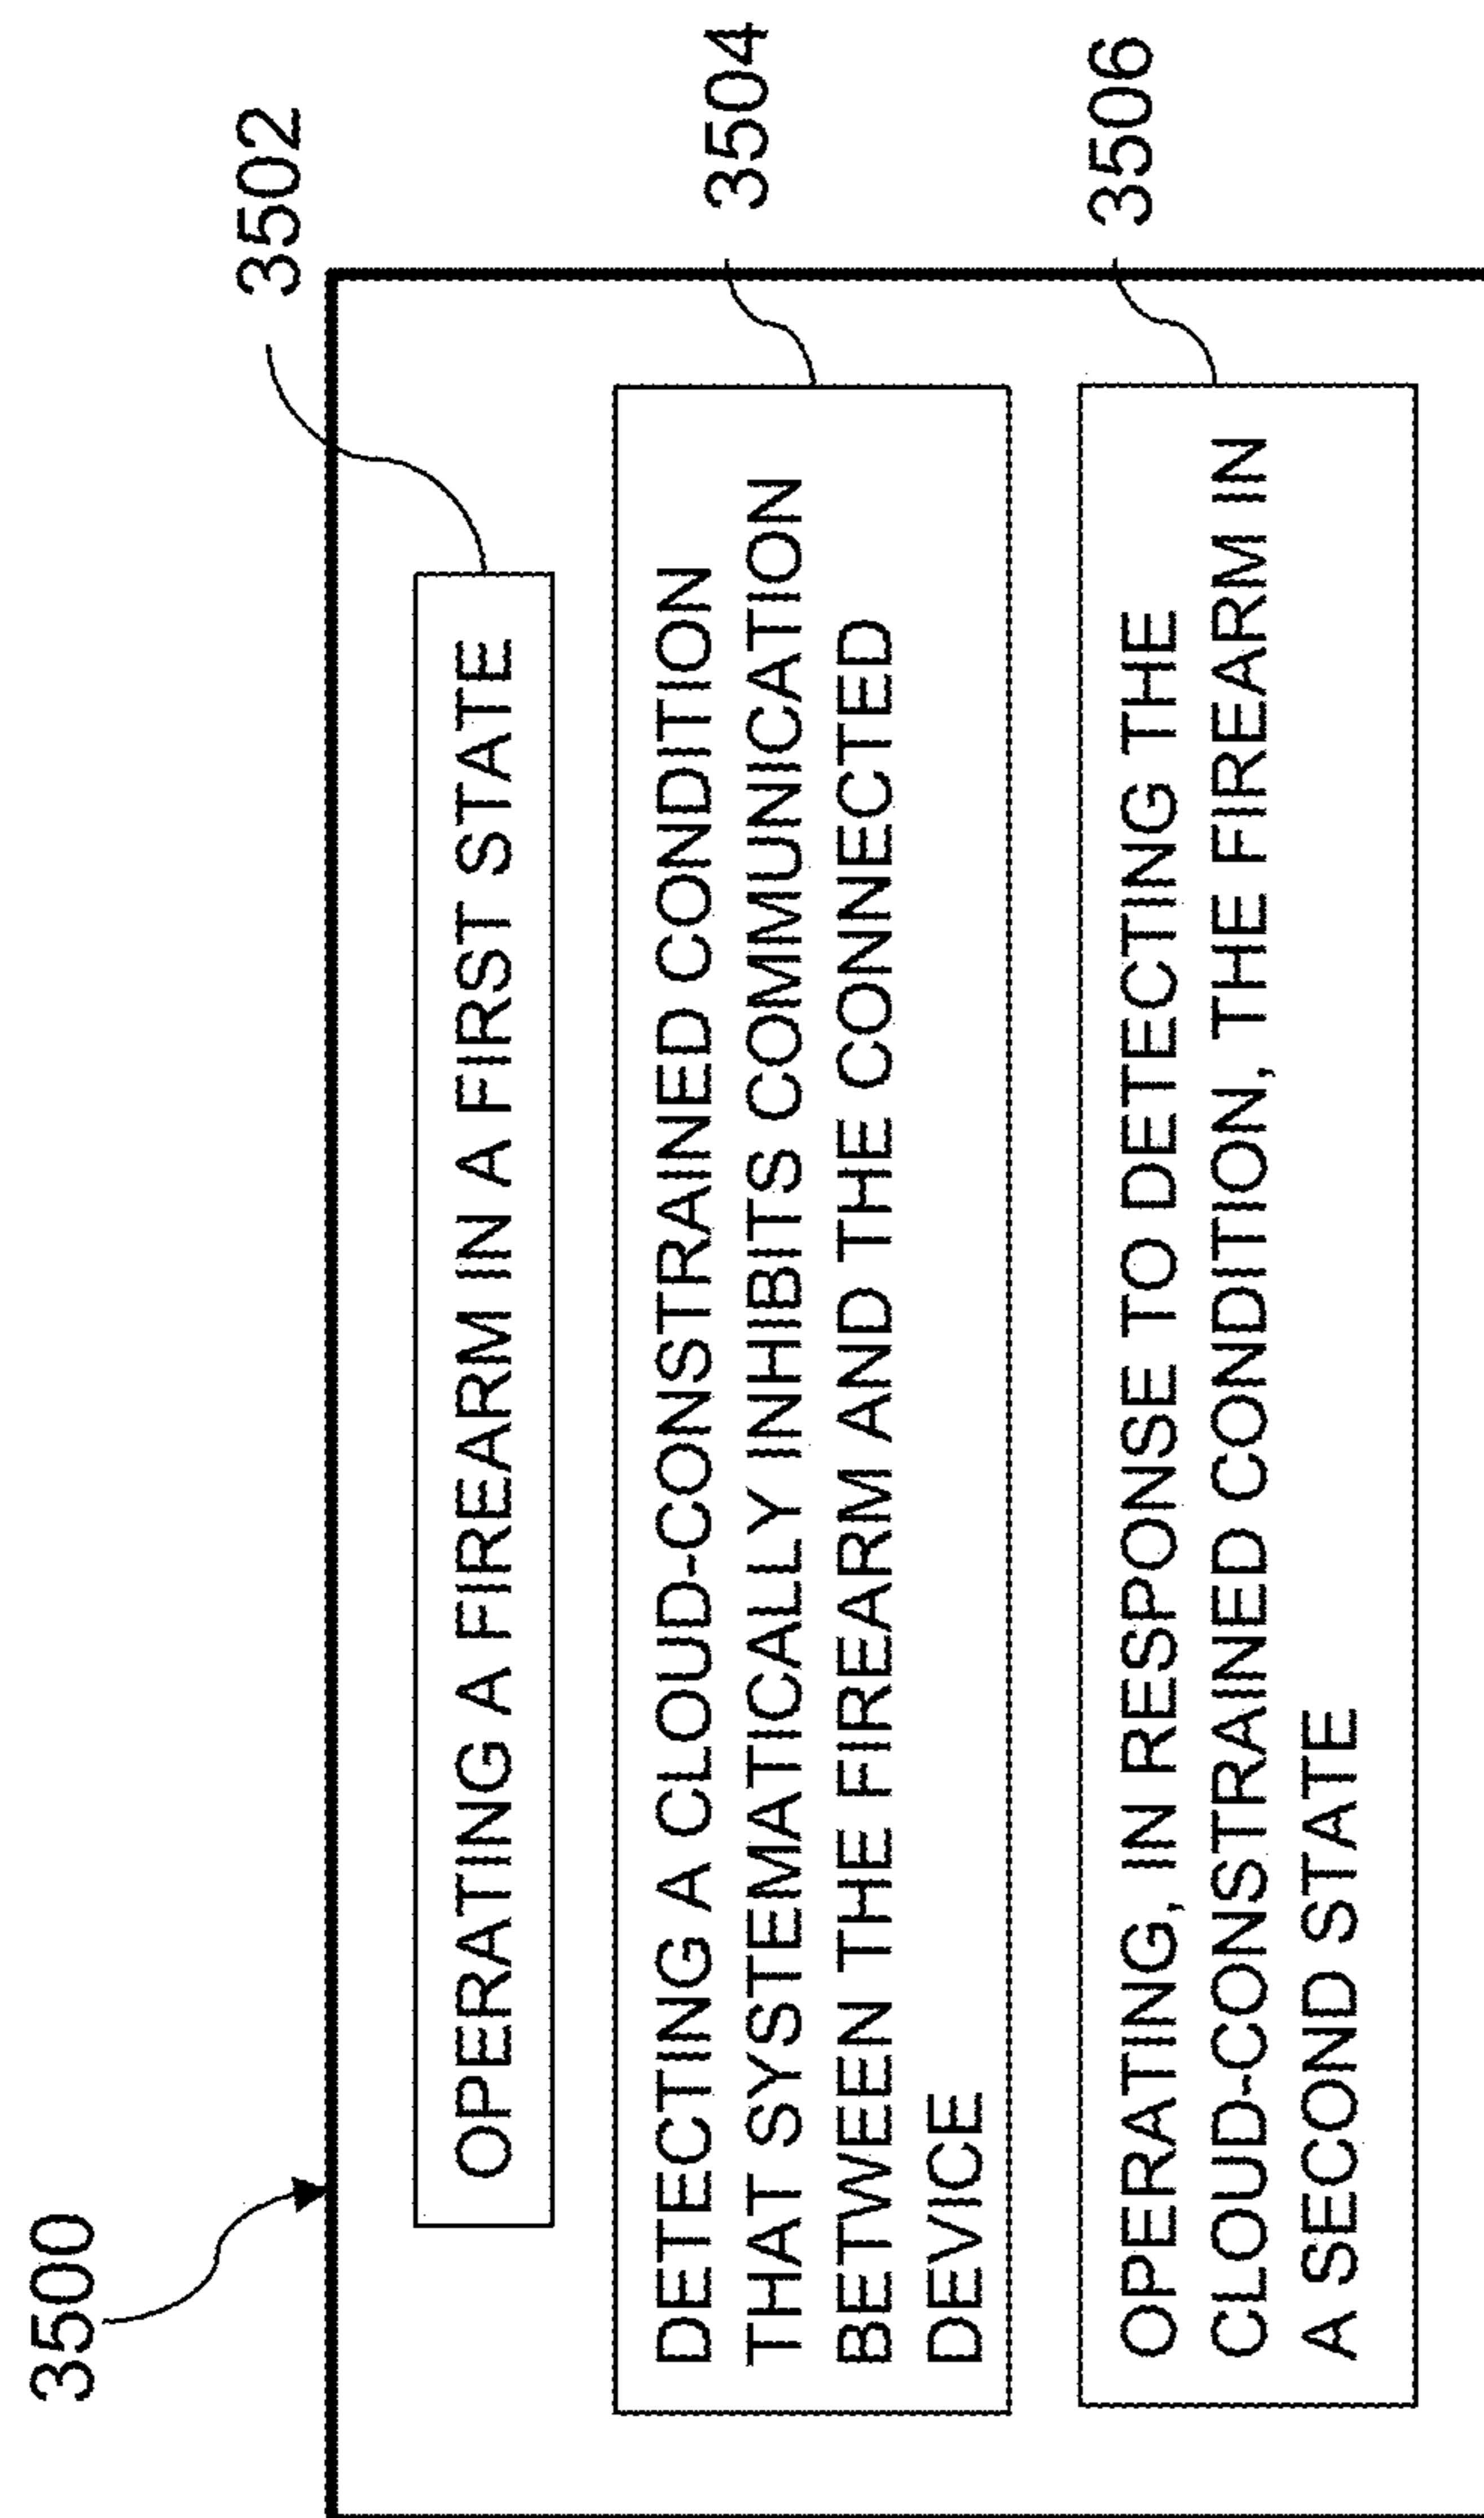 3500
3502
OPERATING A FIREARM IN A FIRST STATE
3504
DETECTING A CLOUD-CONSTRAINED CONDITION
THAT SYSTEMATICALLY INHIBITS COMMUNICATION
BETWEEN THE FIREARM AND THE CONNECTED
DEVICE
3506
OPERATING, IN RESPONSE TO DETECTING THE
CLOUD-CONSTRAINED CONDITION, THE FIREARM IN
A SECOND STATE